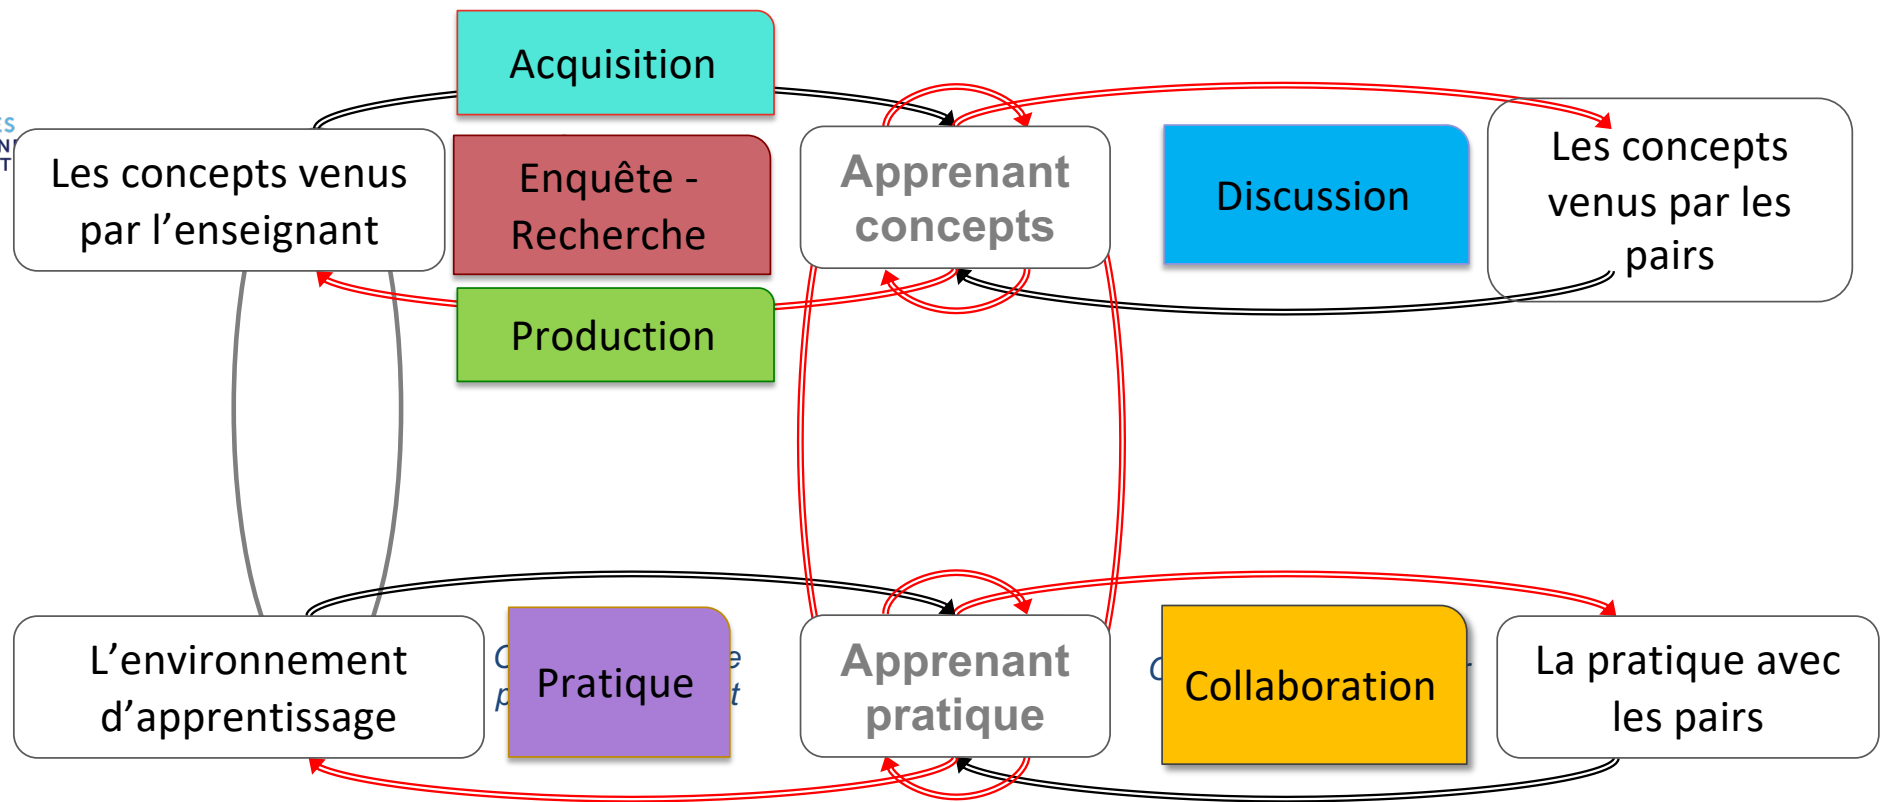 Acquisition
Les concepts venus
par l’enseignant
Enquête -
Recherche
Production
Apprenant
concepts
Discussion
Les concepts
venus par les
pairs
L’environnement
d’apprentissage
Pratique
Apprenant
pratique
Collaboration
La pratique avec
les pairs